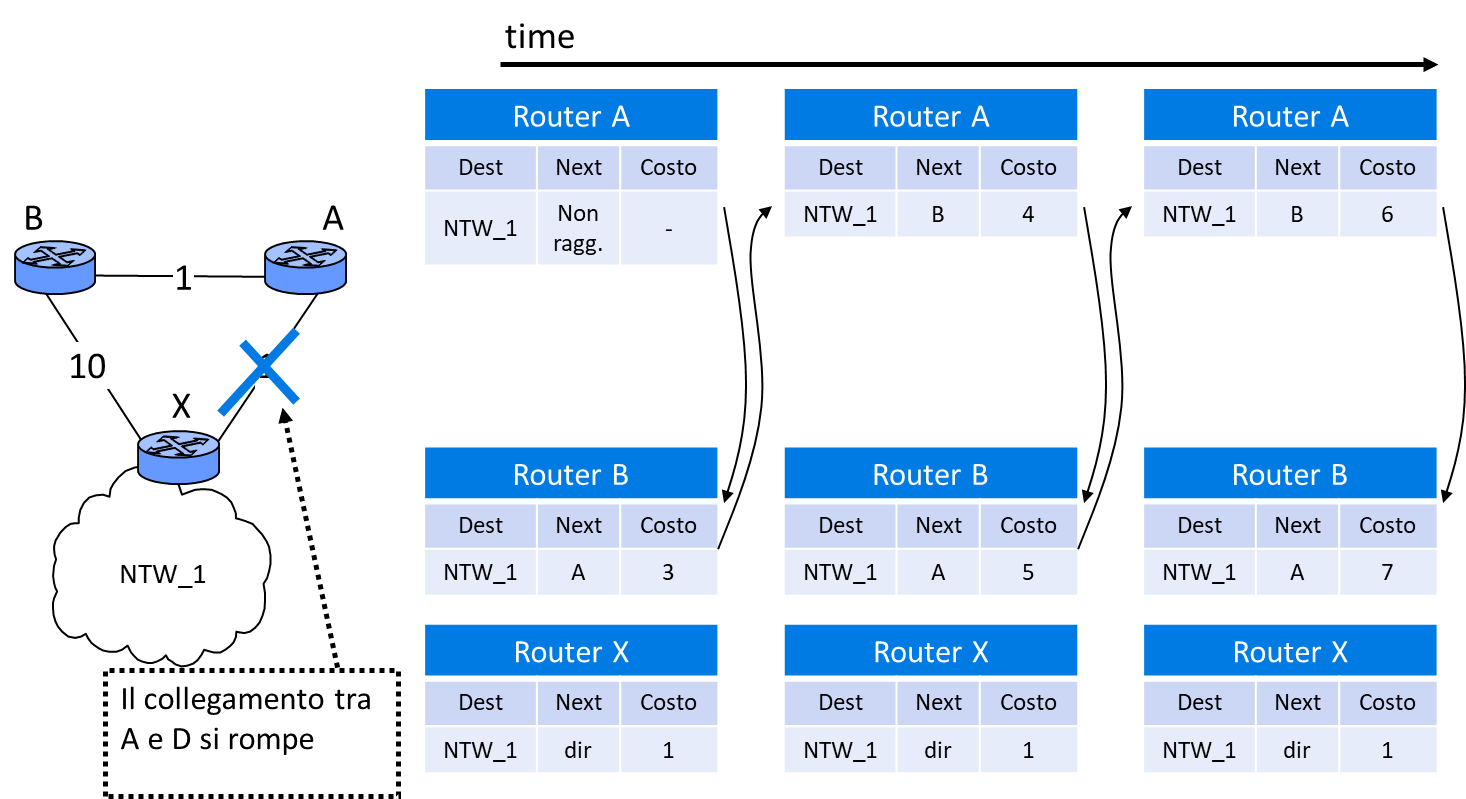 time
B
A
1
10
X
NTW_1
Il collegamento tra
A e D si rompe
Router A
Dest Next Costo
NTW_1 Non ragg. -
Router A
Dest Next Costo
NTW_1 B 4
Router A
Dest Next Costo
NTW_1 B 6
Router B
Dest Next Costo
NTW_1 A 3
Router B
Dest Next Costo
NTW_1 A 5
Router B
Dest Next Costo
NTW_1 A 7
Router X
Dest Next Costo
NTW_1 dir 1
Router X
Dest Next Costo
NTW_1 dir 1
Router X
Dest Next Costo
NTW_1 dir 1